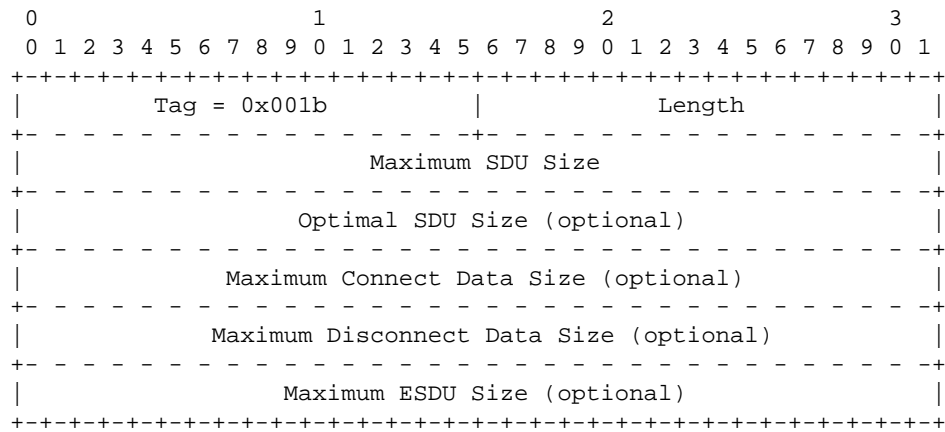 0                   1                   2                   3
 0 1 2 3 4 5 6 7 8 9 0 1 2 3 4 5 6 7 8 9 0 1 2 3 4 5 6 7 8 9 0 1
+-+-+-+-+-+-+-+-+-+-+-+-+-+-+-+-+-+-+-+-+-+-+-+-+-+-+-+-+-+-+-+-+
|         Tag = 0x001b          |            Length             |
+- - - - - - - - - - - - - - - -+- - - - - - - - - - - - - - - -+
|                        Maximum SDU Size                       |
+- - - - - - - - - - - - - - - - - - - - - - - - - - - - - - - -+
|                   Optimal SDU Size (optional)                 |
+- - - - - - - - - - - - - - - - - - - - - - - - - - - - - - - -+
|              Maximum Connect Data Size (optional)             |
+- - - - - - - - - - - - - - - - - - - - - - - - - - - - - - - -+
|             Maximum Disconnect Data Size (optional)           |
+- - - - - - - - - - - - - - - - - - - - - - - - - - - - - - - -+
|                  Maximum ESDU Size (optional)                 |
+-+-+-+-+-+-+-+-+-+-+-+-+-+-+-+-+-+-+-+-+-+-+-+-+-+-+-+-+-+-+-+-+